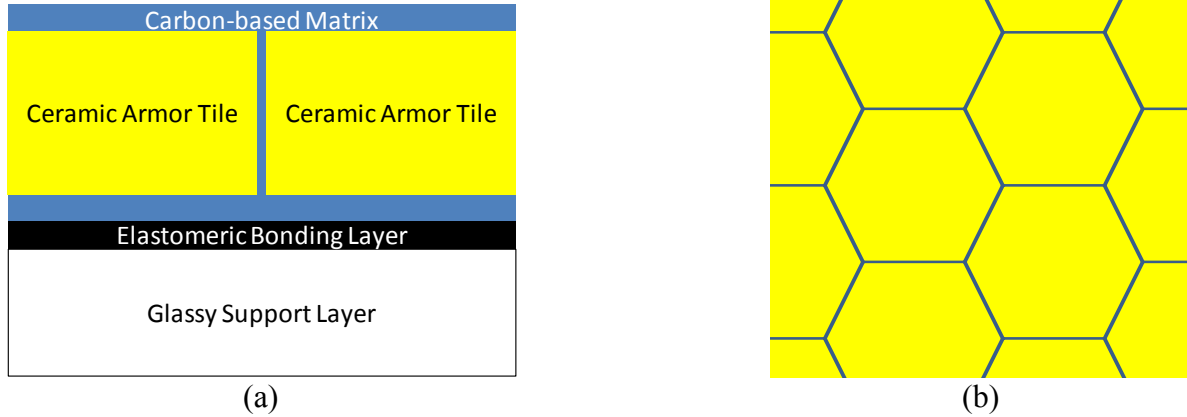 Carbon-based Matrix
Ceramic Armor Tile
Ceramic Armor Tile
Elastomeric Bonding Layer
Glassy Support Layer
(a)
(b)